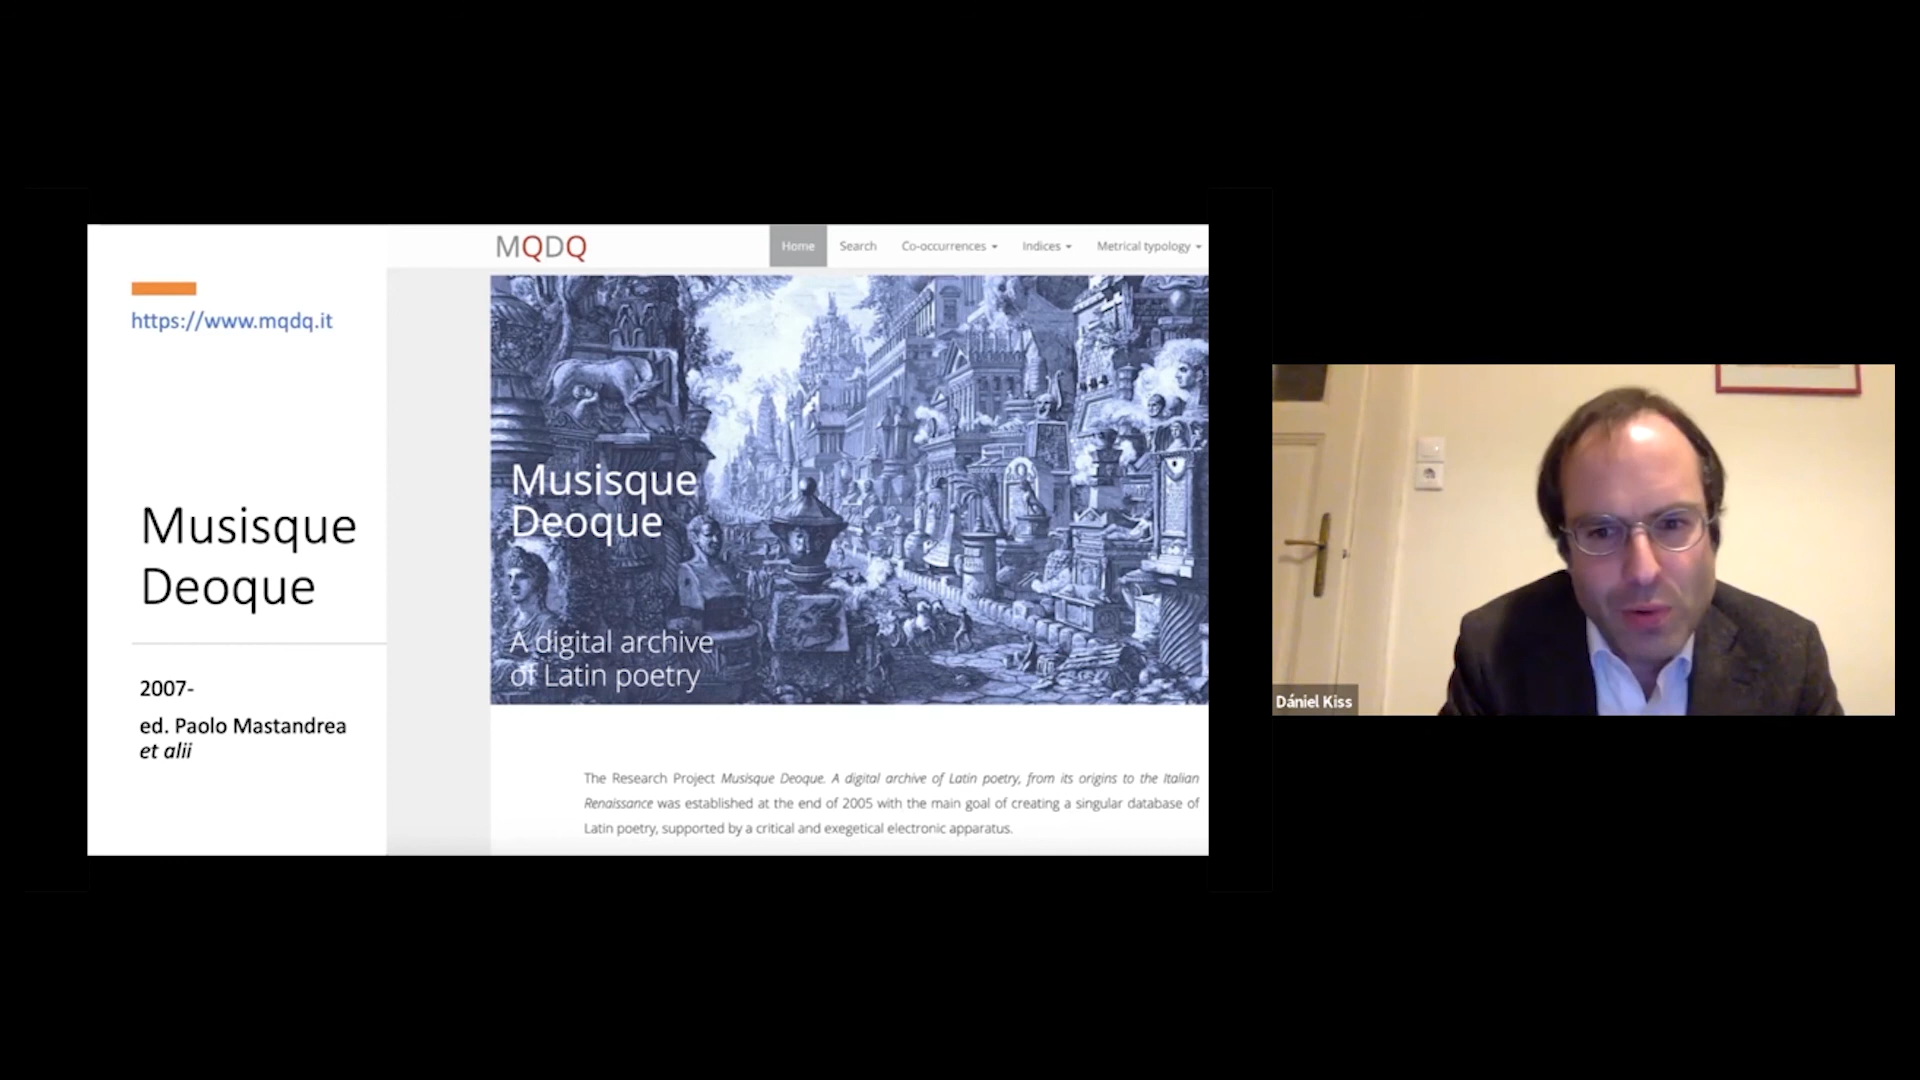 https://www.mqdq.it
Musisque
Deoque
2007-
ed. Paolo Mastandrea
et alii
MQDQ
Home Search Co-occurrences Indices Metrical typology
Musisque
Deoque
A digital archive
of Latin poetry
The Research Project Musisque Deoque. A digital archive of Latin poetry, from its origins to the Italian
Renaissance was established at the end of 2005 with the main goal of creating a singular database of
Latin poetry, supported by a critical and exegetical electronic apparatus.
Dániel Kiss